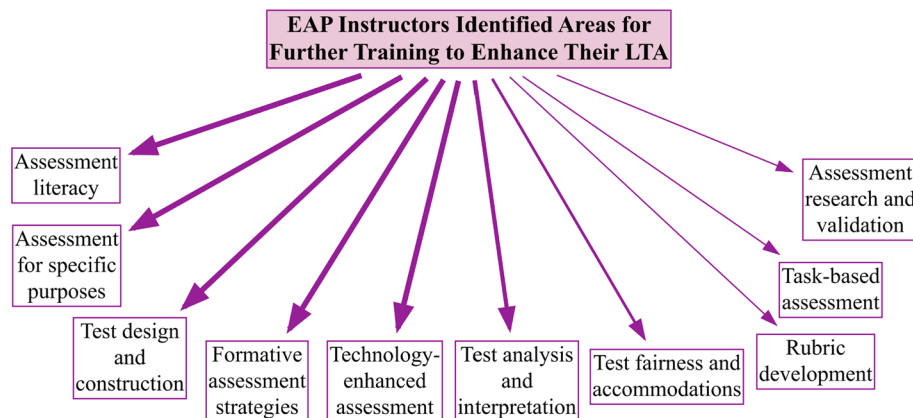 EAP Instructors Identified Areas for
Further Training to Enhance Their LTA
Assessment
literacy
Assessment
for specific
purposes
Test design
and
construction
Formative
assessment
strategies
Technology-
enhanced
assessment
Test analysis
and
interpretation
Test fairness and
accommodations
Rubric
development
Task-based
assessment
Assessment
research and
validation